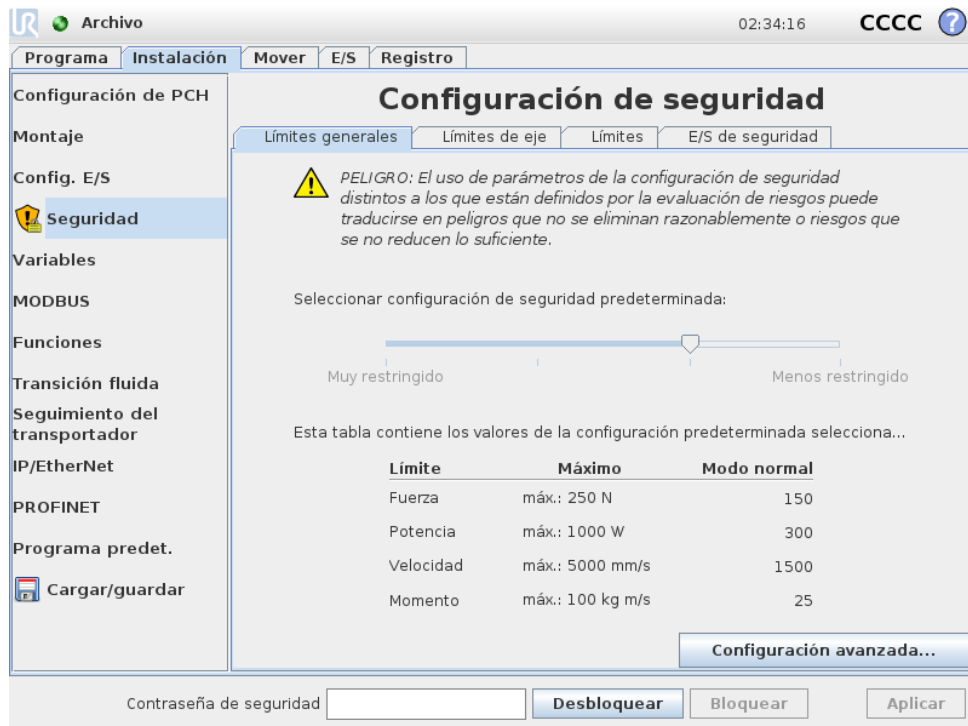 UR Archivo 02:34:16 CCCC ?
Programa Instalación Mover E/S Registro
Configuración de PCH
Montaje
Config. E/S
Seguridad
Variables
MODBUS
Funciones
Transición fluida
Seguimiento del
transportador
IP/EtherNet
PROFINET
Programa predet.
Cargar/guardar
Configuración de seguridad
Límites generales Límites de eje Límites E/S de seguridad
PELIGRO: El uso de parámetros de la configuración de seguridad
distintos a los que están definidos por la evaluación de riesgos puede
traducirse en peligros que no se eliminan razonablemente o riesgos que
se no reducen lo suficiente.
Seleccionar configuración de seguridad predeterminada:
Muy restringido Menos restringido
Esta tabla contiene los valores de la configuración predeterminada selecciona...
Límite Máximo Modo normal
Fuerza máx.: 250 N 150
Potencia máx.: 1000 W 300
Velocidad máx.: 5000 mm/s 1500
Momento máx.: 100 kg m/s 25
Configuración avanzada...
Contraseña de seguridad Desbloquear Bloquear Aplicar